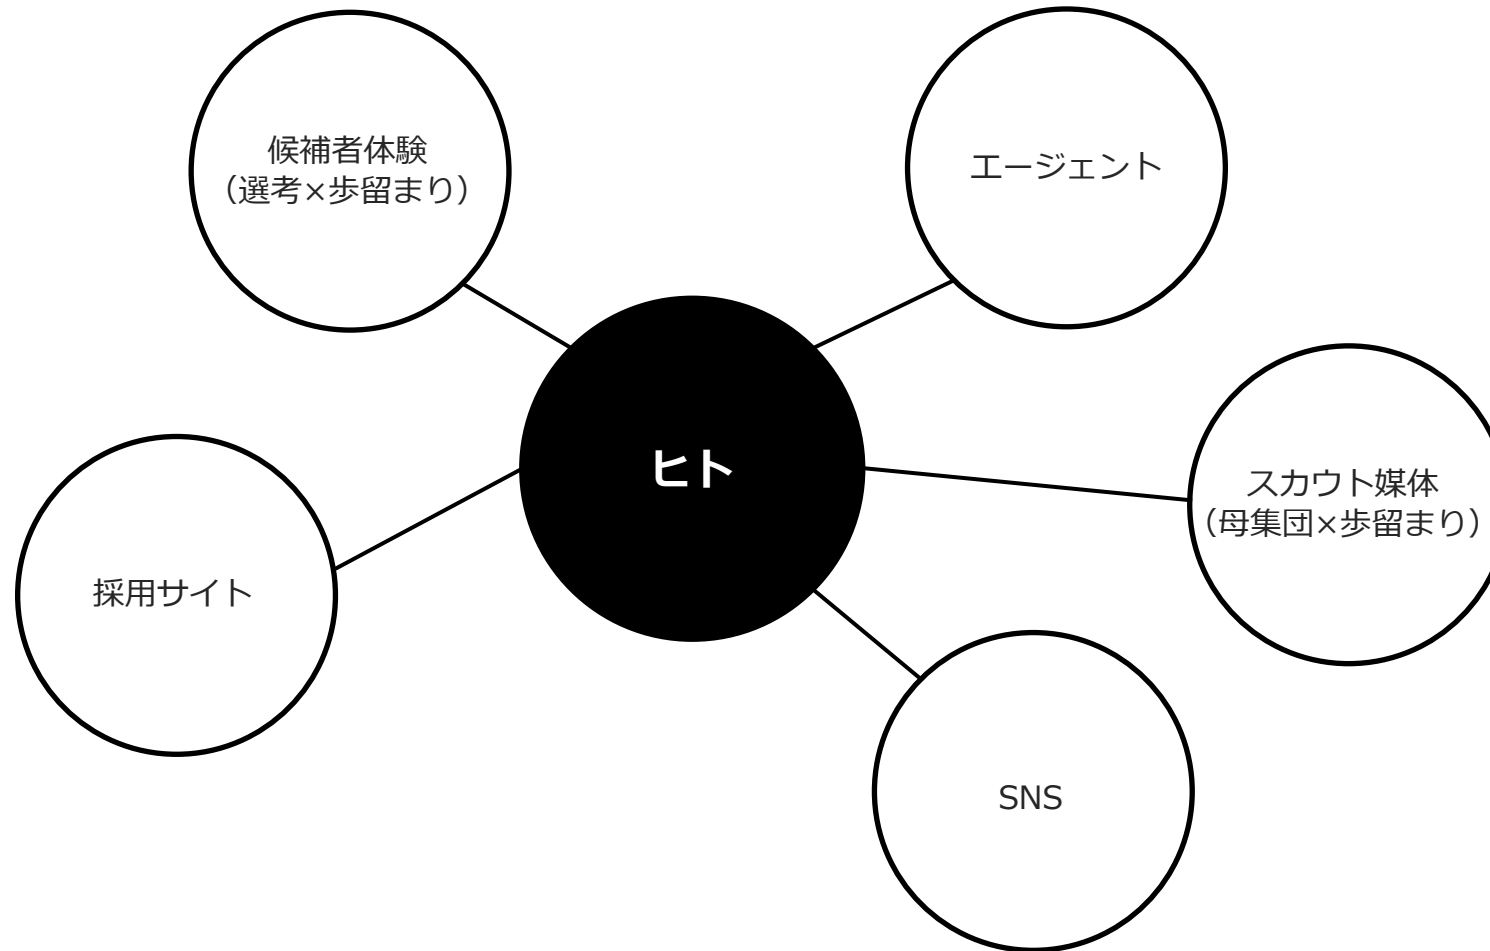 候補者体験
（選考×歩留まり）
エージェント
ヒト
スカウト媒体
（母集団×歩留まり）
採用サイト
SNS